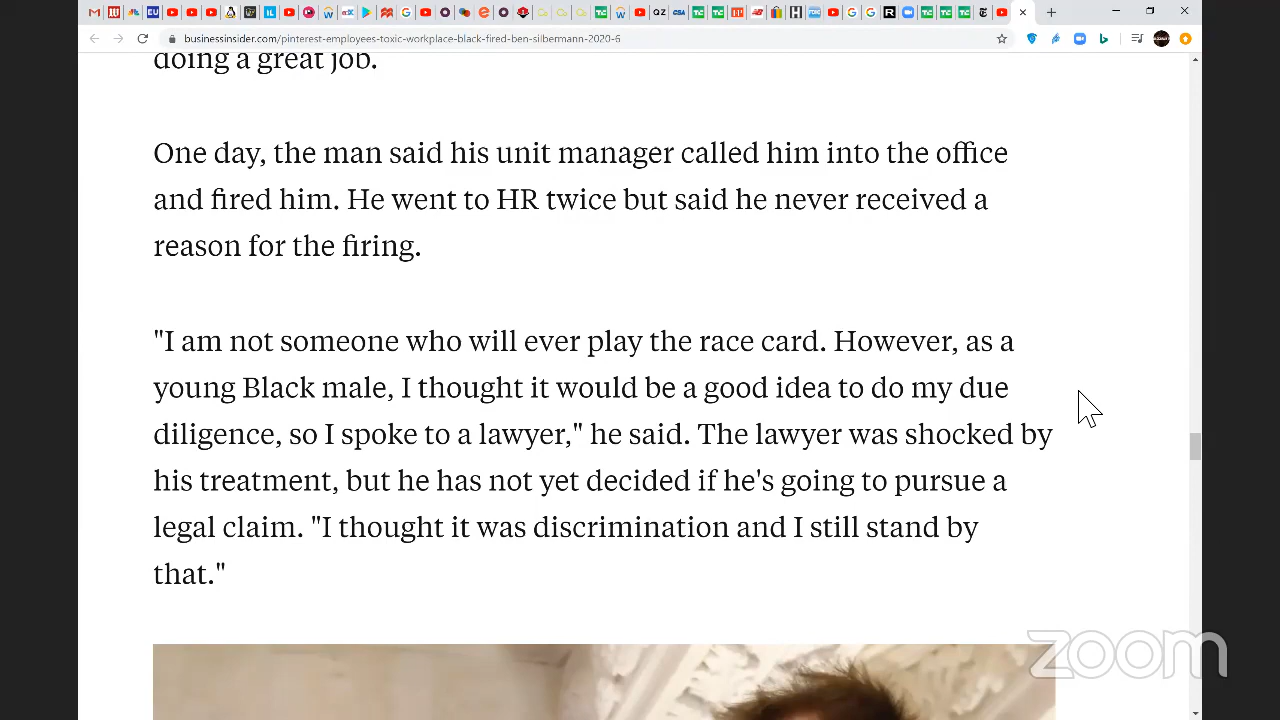 businessinsider.com/pinterest-employees-toxic-workplace-black-fired-ben-silbermann-2020-6
doing a great job.
One day, the man said his unit manager called him into the office
and fired him. He went to HR twice but said he never received a
reason for the firing.
"I am not someone who will ever play the race card. However, as a
young Black male, I thought it would be a good idea to do my due
diligence, so I spoke to a lawyer," he said. The lawyer was shocked by
his treatment, but he has not yet decided if he's going to pursue a
legal claim. "I thought it was discrimination and I still stand by
that."
zoom